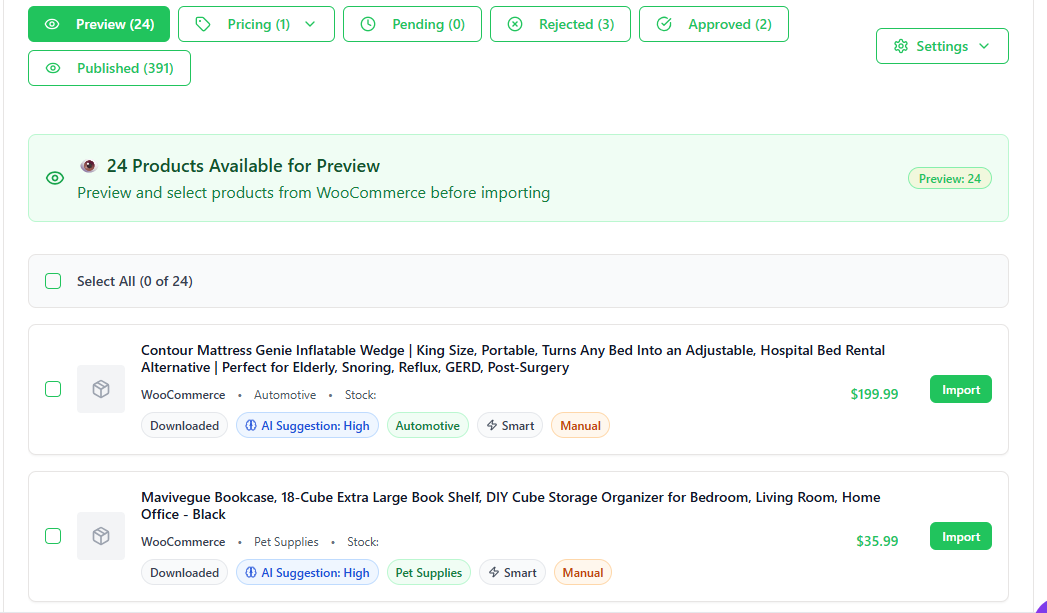 Preview (24)
Pricing (1)
Pending (0)
Rejected (3)
Approved (2)
Settings
Published (391)
24 Products Available for Preview
Preview and select products from WooCommerce before importing
Preview: 24
Select All (0 of 24)
Contour Mattress Genie Inflatable Wedge | King Size, Portable, Turns Any Bed Into an Adjustable, Hospital Bed Rental
Alternative | Perfect for Elderly, Snoring, Reflux, GERD, Post-Surgery
WooCommerce • Automotive • Stock:
$199.99
Import
Downloaded
AI Suggestion: High
Automotive
Smart
Manual
Mavivegue Bookcase, 18-Cube Extra Large Book Shelf, DIY Cube Storage Organizer for Bedroom, Living Room, Home
Office - Black
WooCommerce • Pet Supplies • Stock:
$35.99
Import
Downloaded
AI Suggestion: High
Pet Supplies
Smart
Manual